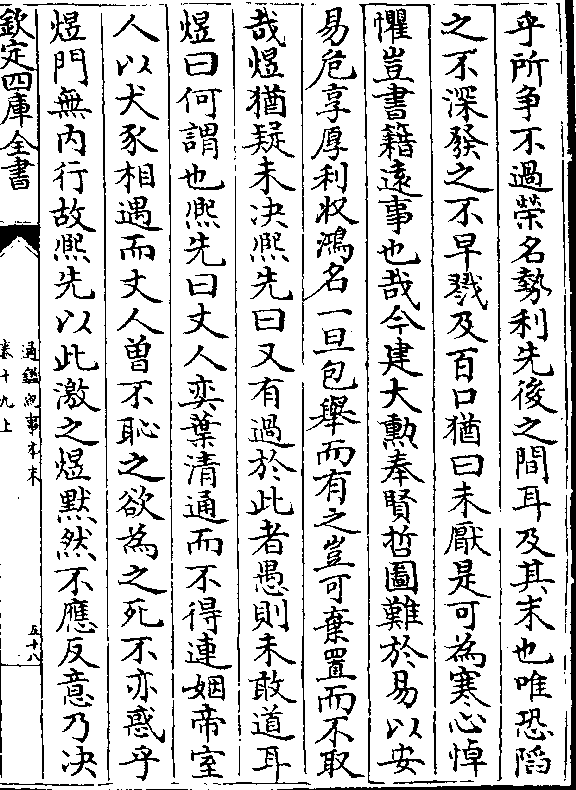 乎所争不過榮名勢利先後之間耳及其末也唯恐陷
之不深發之不早戮及百口猶曰未厭是可為寒心悼
懼豈書籍遠事也哉今建大勲奉賢哲圖難於易以安
易危享厚利收鴻名一旦包舉而有之豈可棄置而不取
哉煜猶疑未决熈先曰又有過於此者愚則未敢道耳
煜曰何謂也熈先曰丈人奕葉清通而不得連姻帝室
人以犬豕相遇而丈人曽不恥之欲為之死不亦惑乎
煜門無内行故熈先以此激之煜黙然不應反意乃决
欽定四庫全書
通鑑紀事本末
卷十九上
五十八